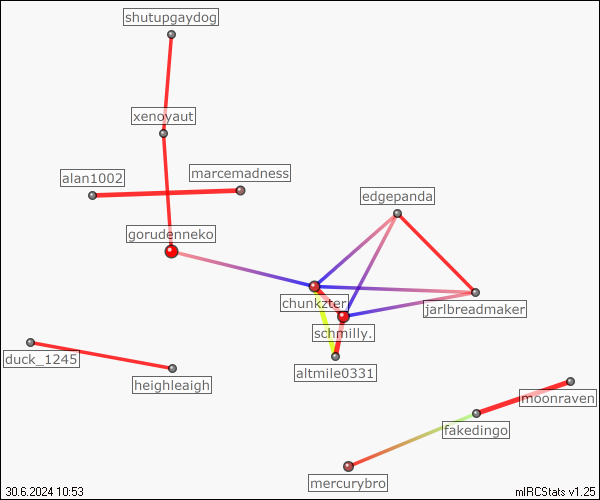 shutupgaydog
xenoyaut
alan1002
marcemadness
edgepanda
gorudenneko
chunkzter
jarlbreadmaker
schmilly.
duck_1245
altmile0331
heighleaigh
moonraven
fakedingo
mercurybro
30.6.2024 10:53
mIRCStats v1.25